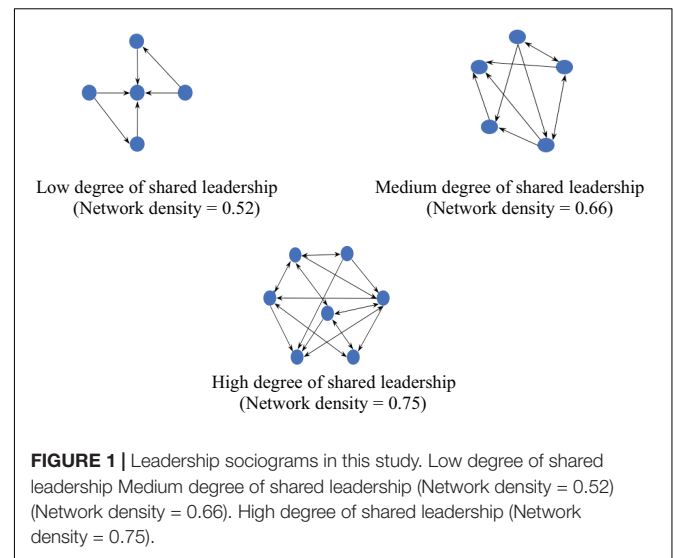 Low degree of shared leadership
(Network density = 0.52)
Medium degree of shared leadership
(Network density = 0.66)
High degree of shared leadership
(Network density = 0.75)
FIGURE 1 | Leadership sociograms in this study. Low degree of shared
leadership Medium degree of shared leadership (Network density = 0.52)
(Network density = 0.66). High degree of shared leadership (Network
density = 0.75).